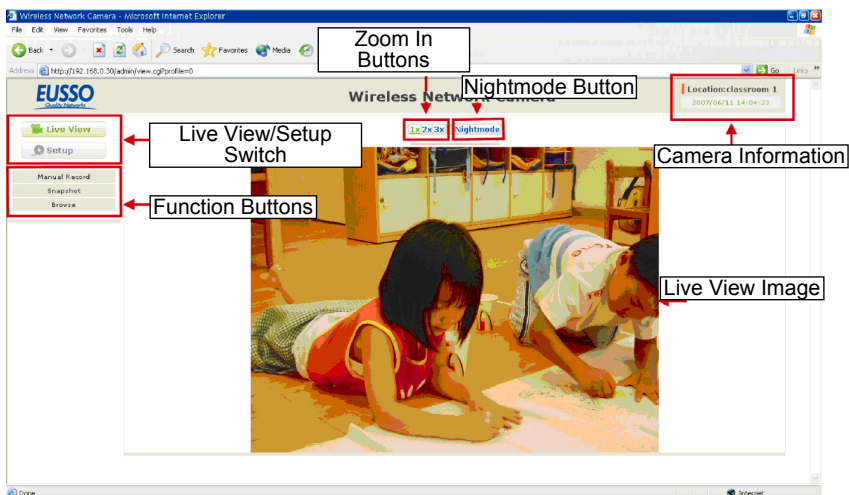 Wireless Network Camera - Microsoft Internet Explorer
File Edit View Favorites Tools Help
Back Search Favorites Media
Address http://192.168.0.30/admin/view.cgi?profile=0 Go Links »
Zoom In
Buttons
EUSSO
Quality Networks
Wireless Network Camera
Nightmode Button
Location:classroom 1
2007/06/11 14:04:23
Live View
Setup
Live View/Setup
Switch
1x 2x 3x Nightmode
Camera Information
Manual Record
Snapshot
Browse
Function Buttons
Live View Image
Done Internet